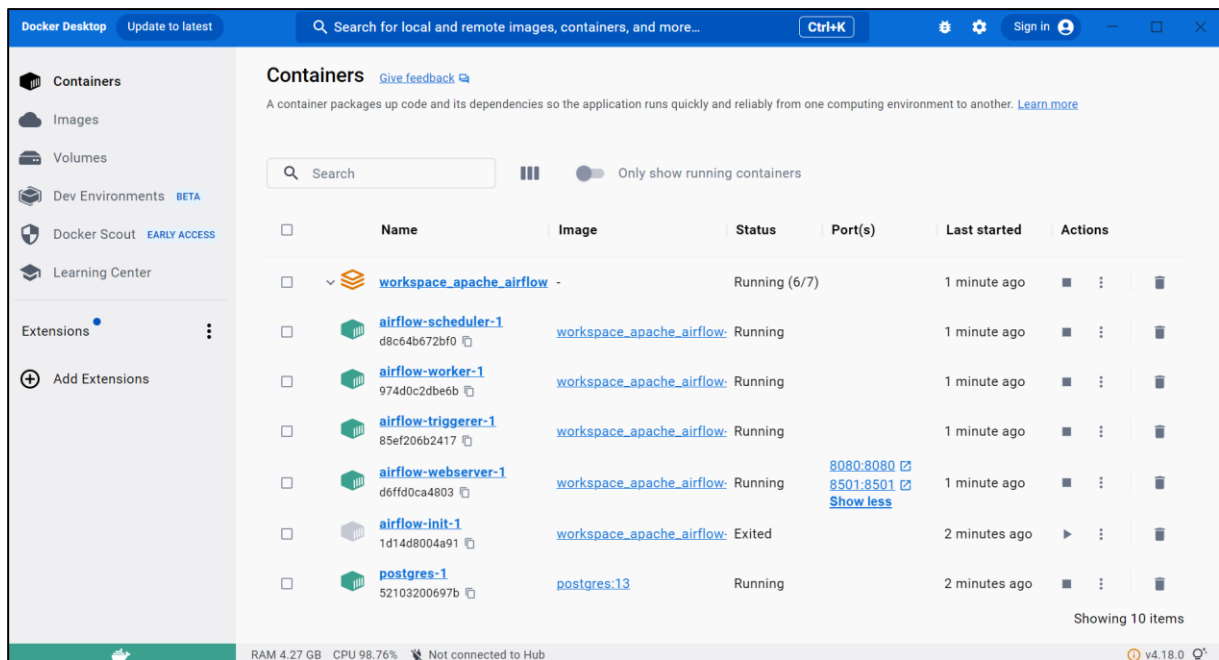 Docker Desktop Update to latest Search for local and remote images, containers, and more... Ctrl+K Sign in
Containers
Images
Volumes
Dev Environments BETA
Docker Scout EARLY ACCESS
Learning Center
Extensions
Add Extensions
Containers Give feedback
A container packages up code and its dependencies so the application runs quickly and reliably from one computing environment to another. Learn more
Search Only show running containers
Name Image Status Port(s) Last started Actions
workspace_apache_airflow - Running (6/7) 1 minute ago
airflow-scheduler-1
d8c64b672bf0 workspace_apache_airflow- Running 1 minute ago
airflow-worker-1
974d0c2dbe6b workspace_apache_airflow- Running 1 minute ago
airflow-triggerer-1
85ef206b2417 workspace_apache_airflow- Running 1 minute ago
airflow-webserver-1
d6ffd0ca4803 workspace_apache_airflow- Running 8080:8080 1 minute ago
8501:8501
Show less
airflow-init-1
1d14d8004a91 workspace_apache_airflow- Exited 2 minutes ago
postgres-1
52103200697b postgres:13 Running 2 minutes ago
Showing 10 items
RAM 4.27 GB CPU 98.76% Not connected to Hub v4.18.0